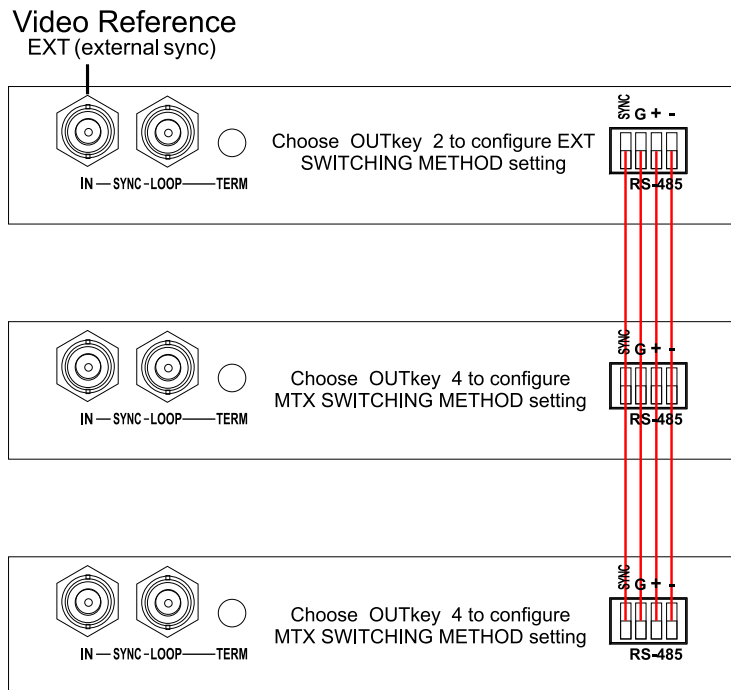 Video Reference
EXT (external sync)
SYNC G + -
Choose OUTkey 2 to configure EXT
SWITCHING METHOD setting
IN — SYNC - LOOP — TERM
RS-485
SYNC G + -
Choose OUTkey 4 to configure
MTX SWITCHING METHOD setting
IN — SYNC - LOOP — TERM
RS-485
SYNC G + -
Choose OUTkey 4 to configure
MTX SWITCHING METHOD setting
IN — SYNC - LOOP — TERM
RS-485